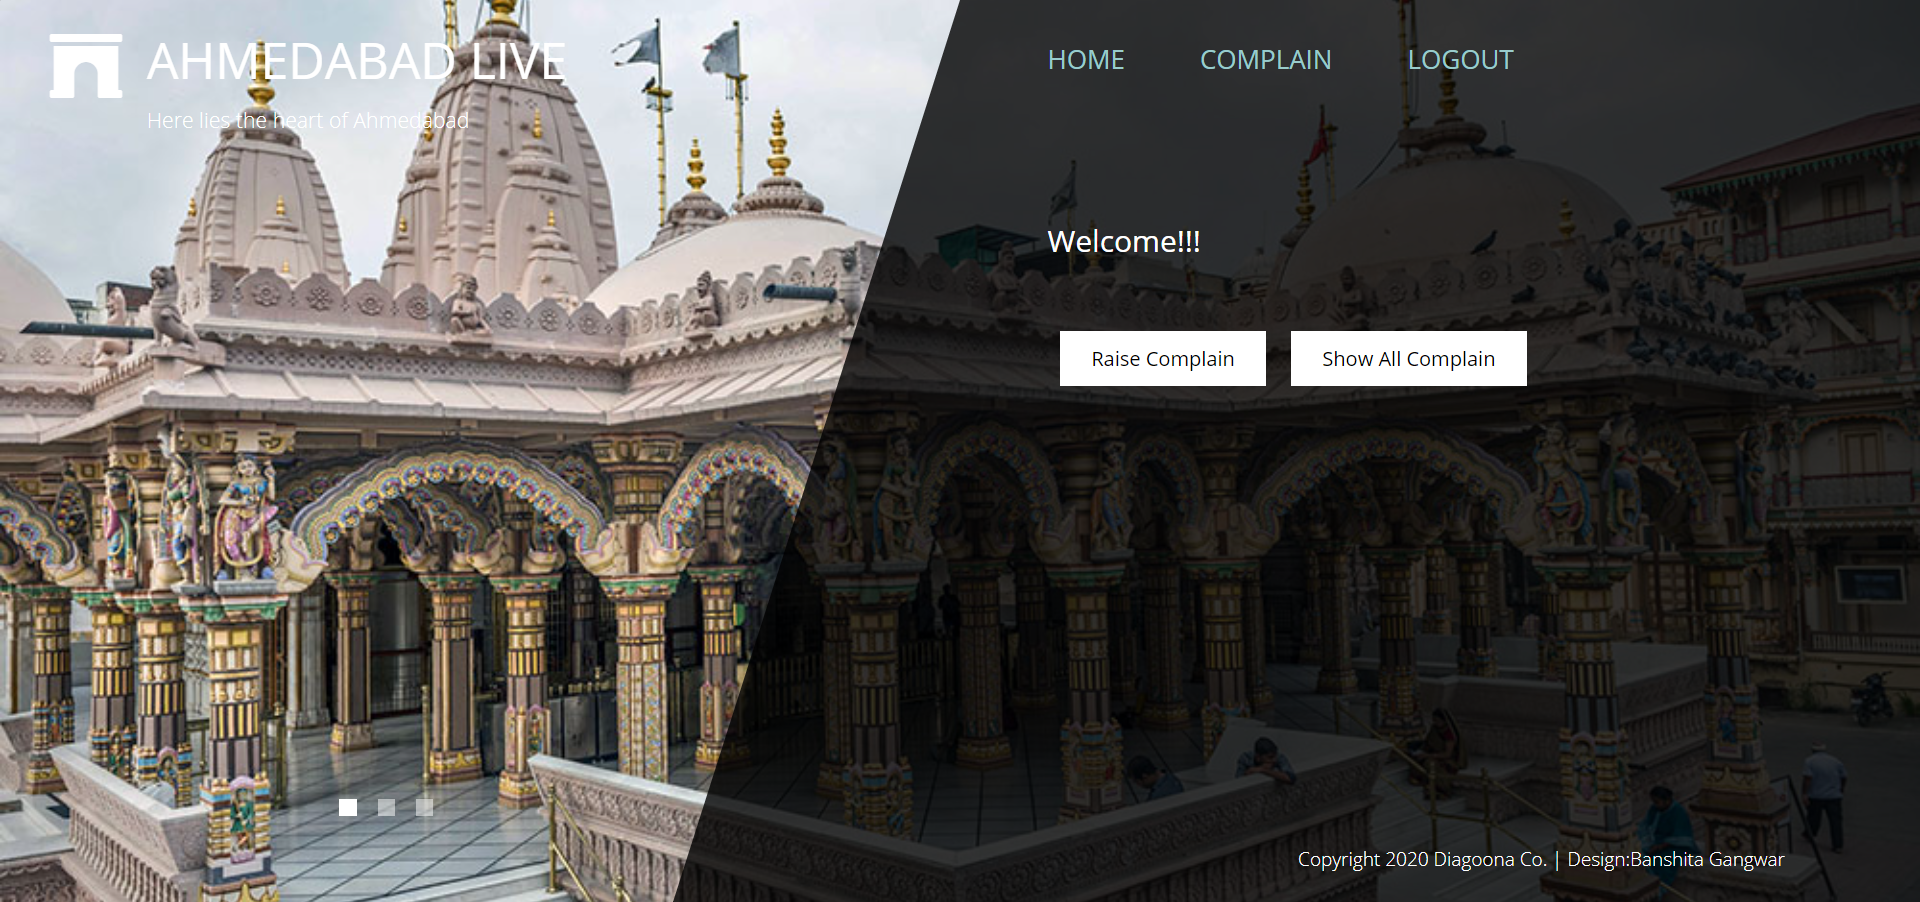 AHMEDABAD LIVE
Here lies the heart of Ahmedabad
HOME COMPLAIN LOGOUT
Welcome!!!
Raise Complain Show All Complain
Copyright 2020 Diagoona Co. | Design:Banshita Gangwar